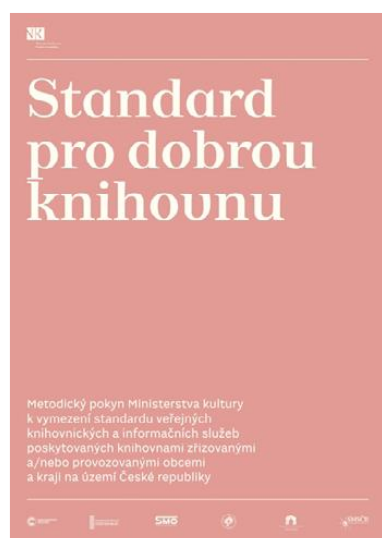 NK
Standard
pro dobrou
knihovnu
Metodický pokyn Ministerstva kultury
k vymezení standardu veřejných
knihovnických a informačních služeb
poskytovaných knihovnami zřizovanými
a/nebo provozovanými obcemi
a kraji na území České republiky
SMO